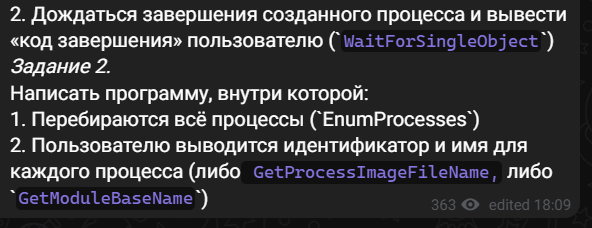 2. Дождаться завершения созданного процесса и вывести
«код завершения» пользователю (`WaitForSingleObject`)
Задание 2.
Написать программу, внутри которой:
1. Перебираются всё процессы (`EnumProcesses`)
2. Пользователю выводится идентификатор и имя для
каждого процесса (либо GetProcessImageFileName, либо
`GetModuleBaseName`)
363 edited 18:09